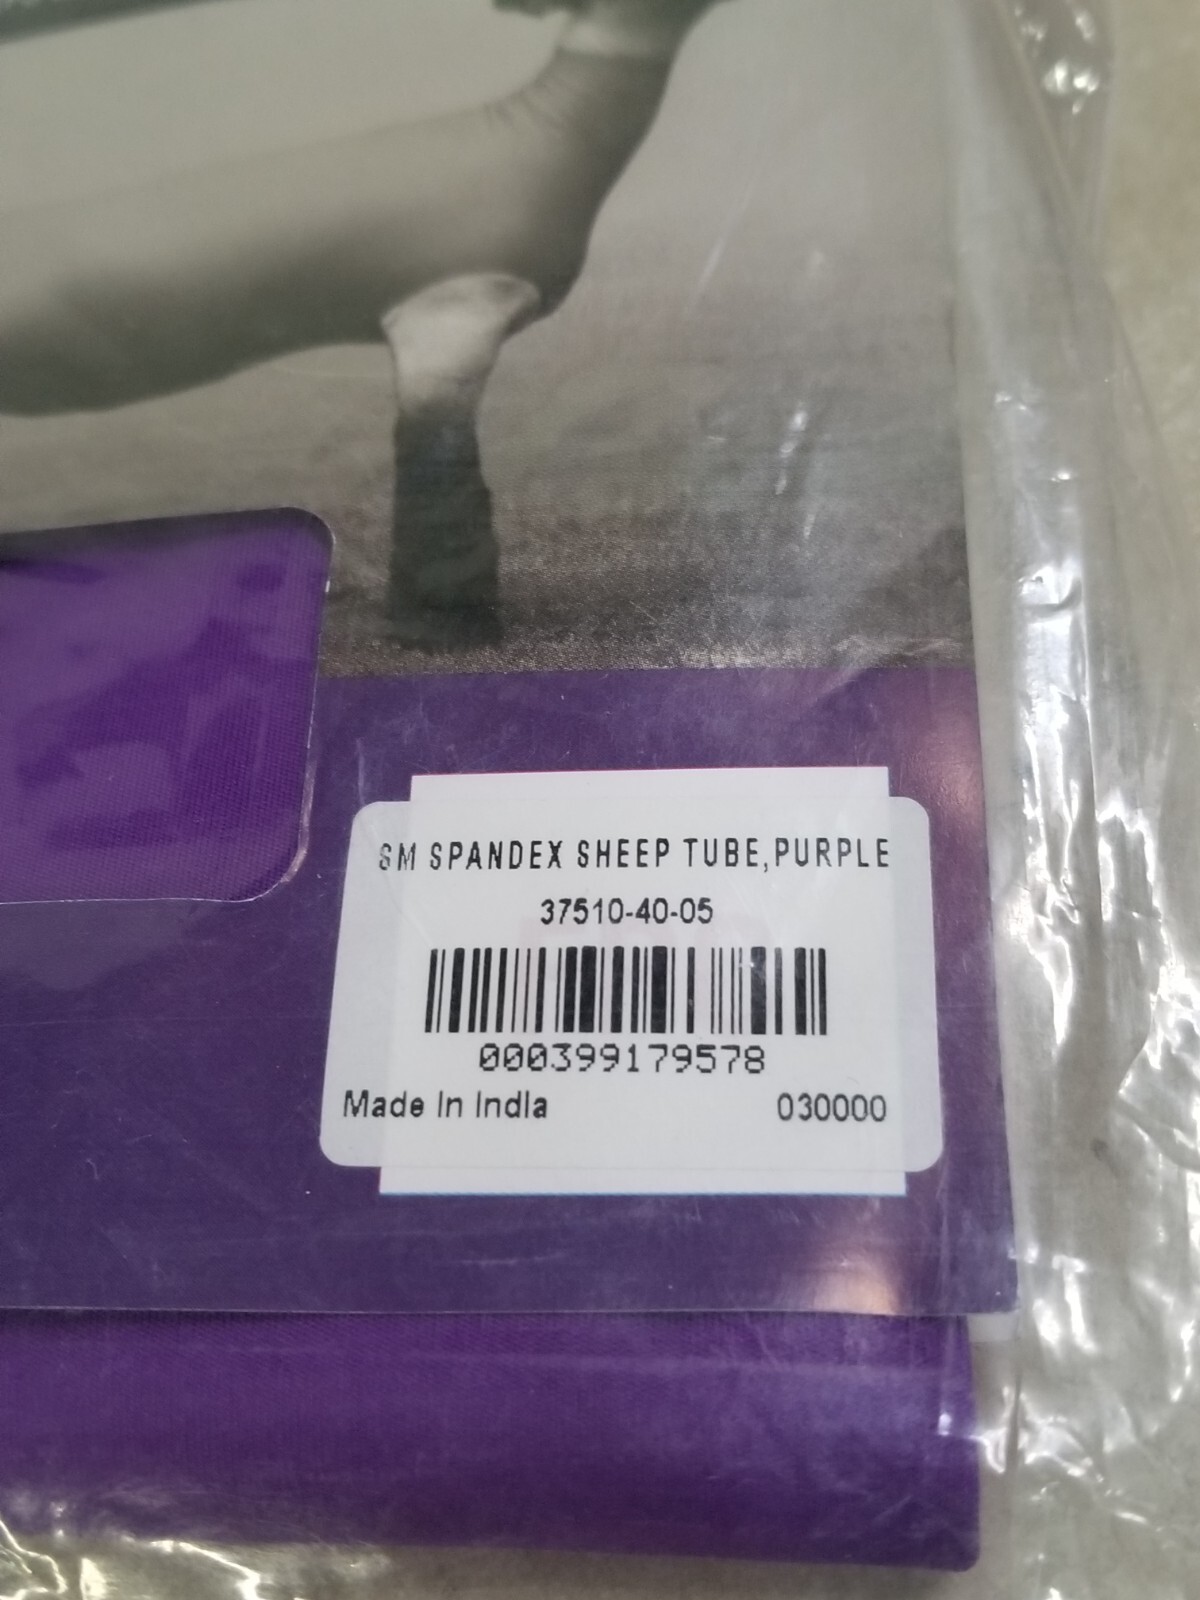 SM SPANDEX SHEEP TUBE,PURPLE
37510-40-05
000399179578
Made In India
030000